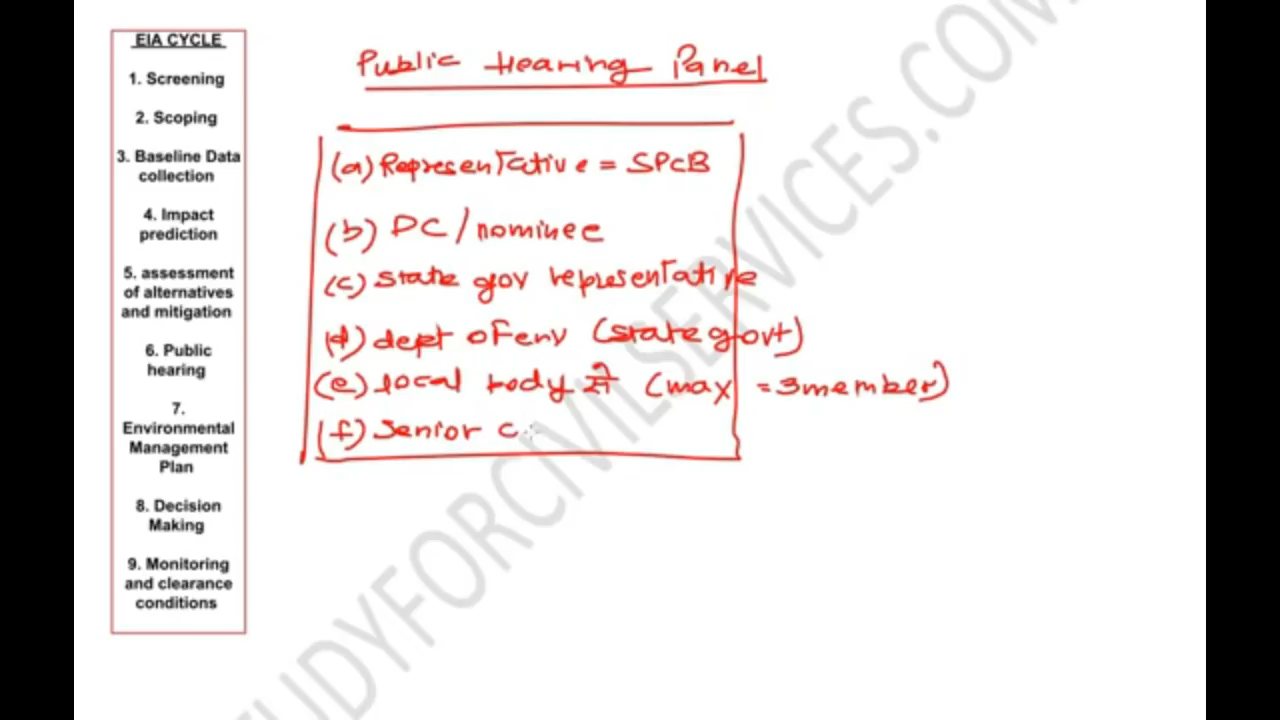 EIA CYCLE
1. Screening
2. Scoping
3. Baseline Data
collection
4. Impact
prediction
5. assessment
of alternatives
and mitigation
6. Public
hearing
7.
Environmental
Management
Plan
8. Decision
Making
9. Monitoring
and clearance
conditions
Public Hearing Panel
(a) Representative = SPCB
(b) DC/nominee
(c) state gov representative
(d) dept of env (state govt)
(e) local body से (max = 3 member)
(f) senior c
STUDYFORCIVILSERVICES.COM